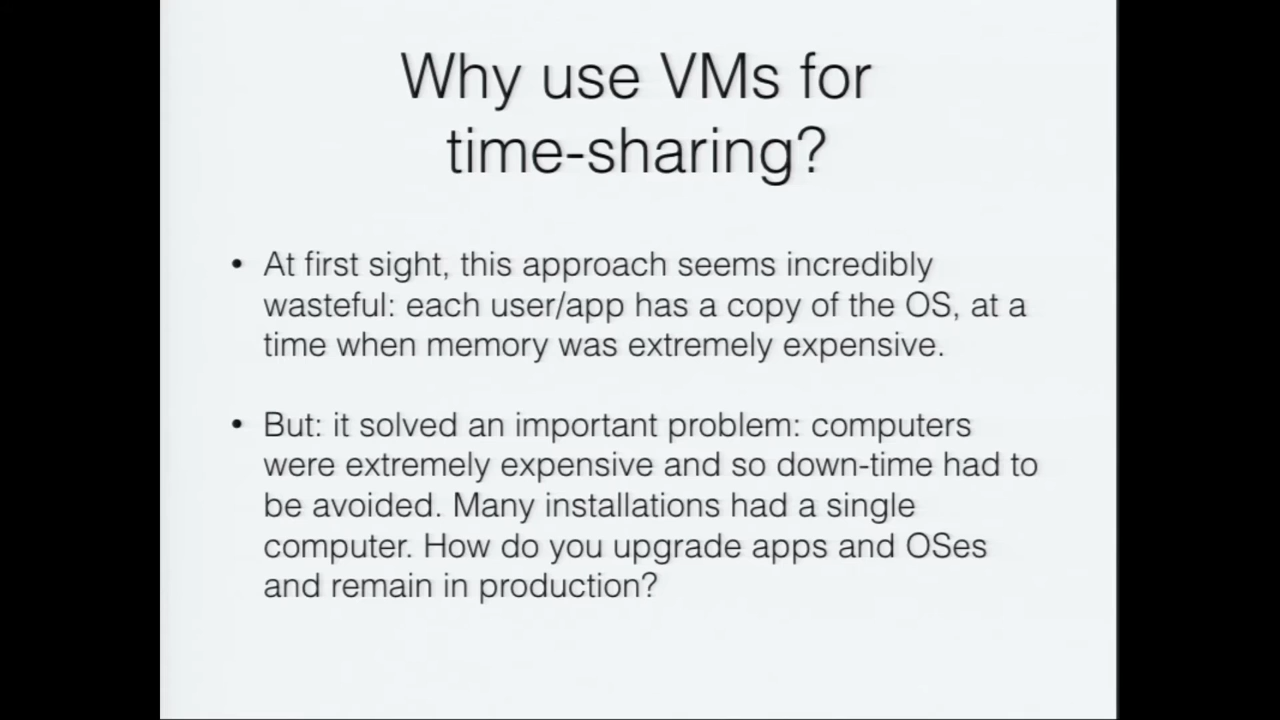 Why use VMs for
time-sharing?
• At first sight, this approach seems incredibly
wasteful: each user/app has a copy of the OS, at a
time when memory was extremely expensive.
• But: it solved an important problem: computers
were extremely expensive and so down-time had to
be avoided. Many installations had a single
computer. How do you upgrade apps and OSes
and remain in production?